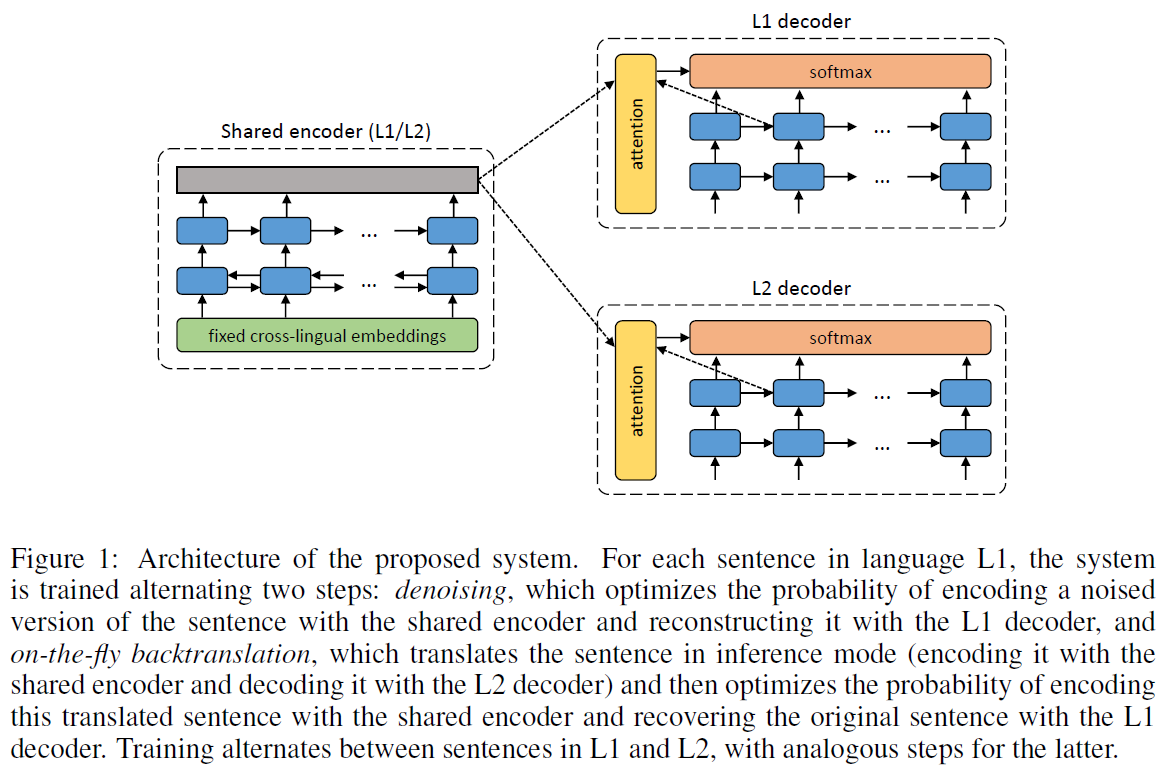 L1 decoder
attention
softmax
...
...
Shared encoder (L1/L2)
...
...
fixed cross-lingual embeddings
L2 decoder
attention
softmax
...
...
Figure 1: Architecture of the proposed system. For each sentence in language L1, the system
is trained alternating two steps: denoising, which optimizes the probability of encoding a noised
version of the sentence with the shared encoder and reconstructing it with the L1 decoder, and
on-the-fly backtranslation, which translates the sentence in inference mode (encoding it with the
shared encoder and decoding it with the L2 decoder) and then optimizes the probability of encoding
this translated sentence with the shared encoder and recovering the original sentence with the L1
decoder. Training alternates between sentences in L1 and L2, with analogous steps for the latter.